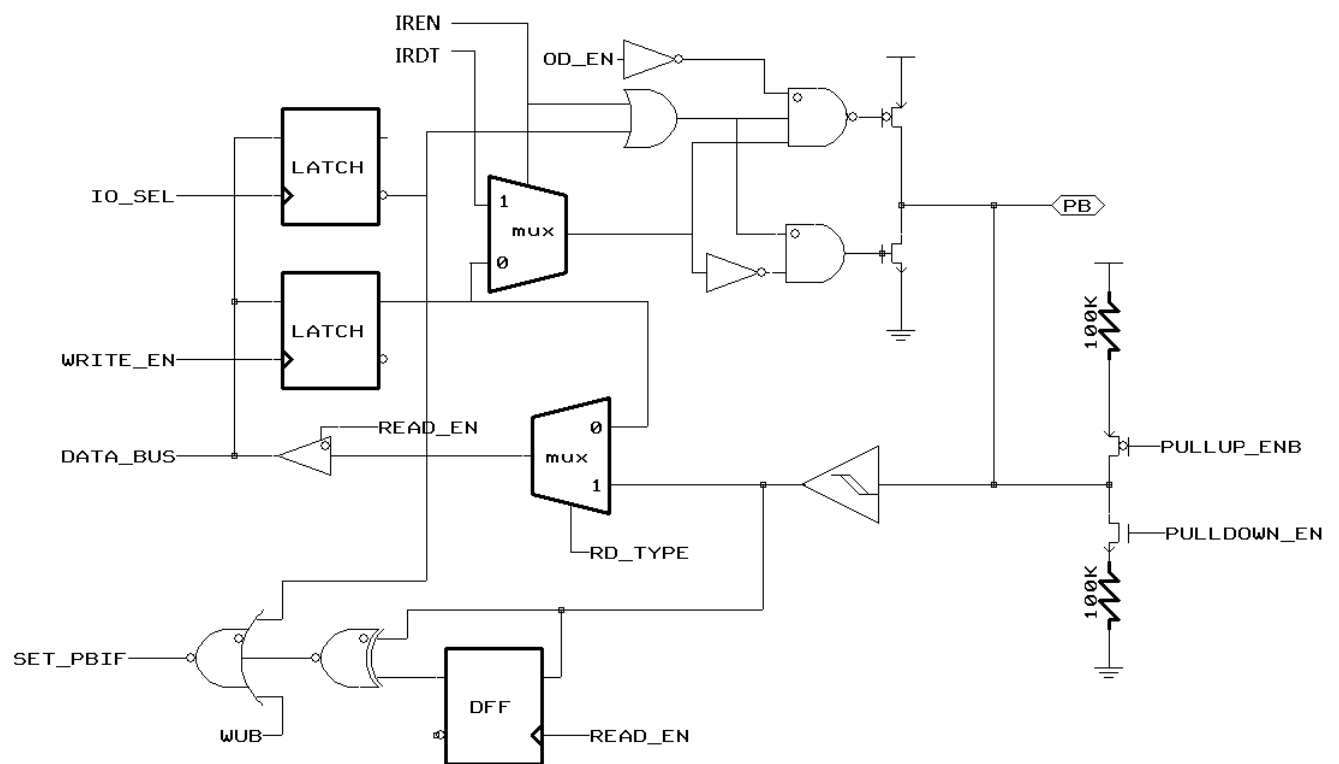 IREN
IRDT
OD_EN
LATCH
IO_SEL
1
mux
0
PB
LATCH
WRITE_EN
100K
READ_EN
0
DATA_BUS
mux
PULLUP_ENB
1
RD_TYPE
PULLDOWN_EN
100K
SET_PBIF
DFF
WUB
READ_EN